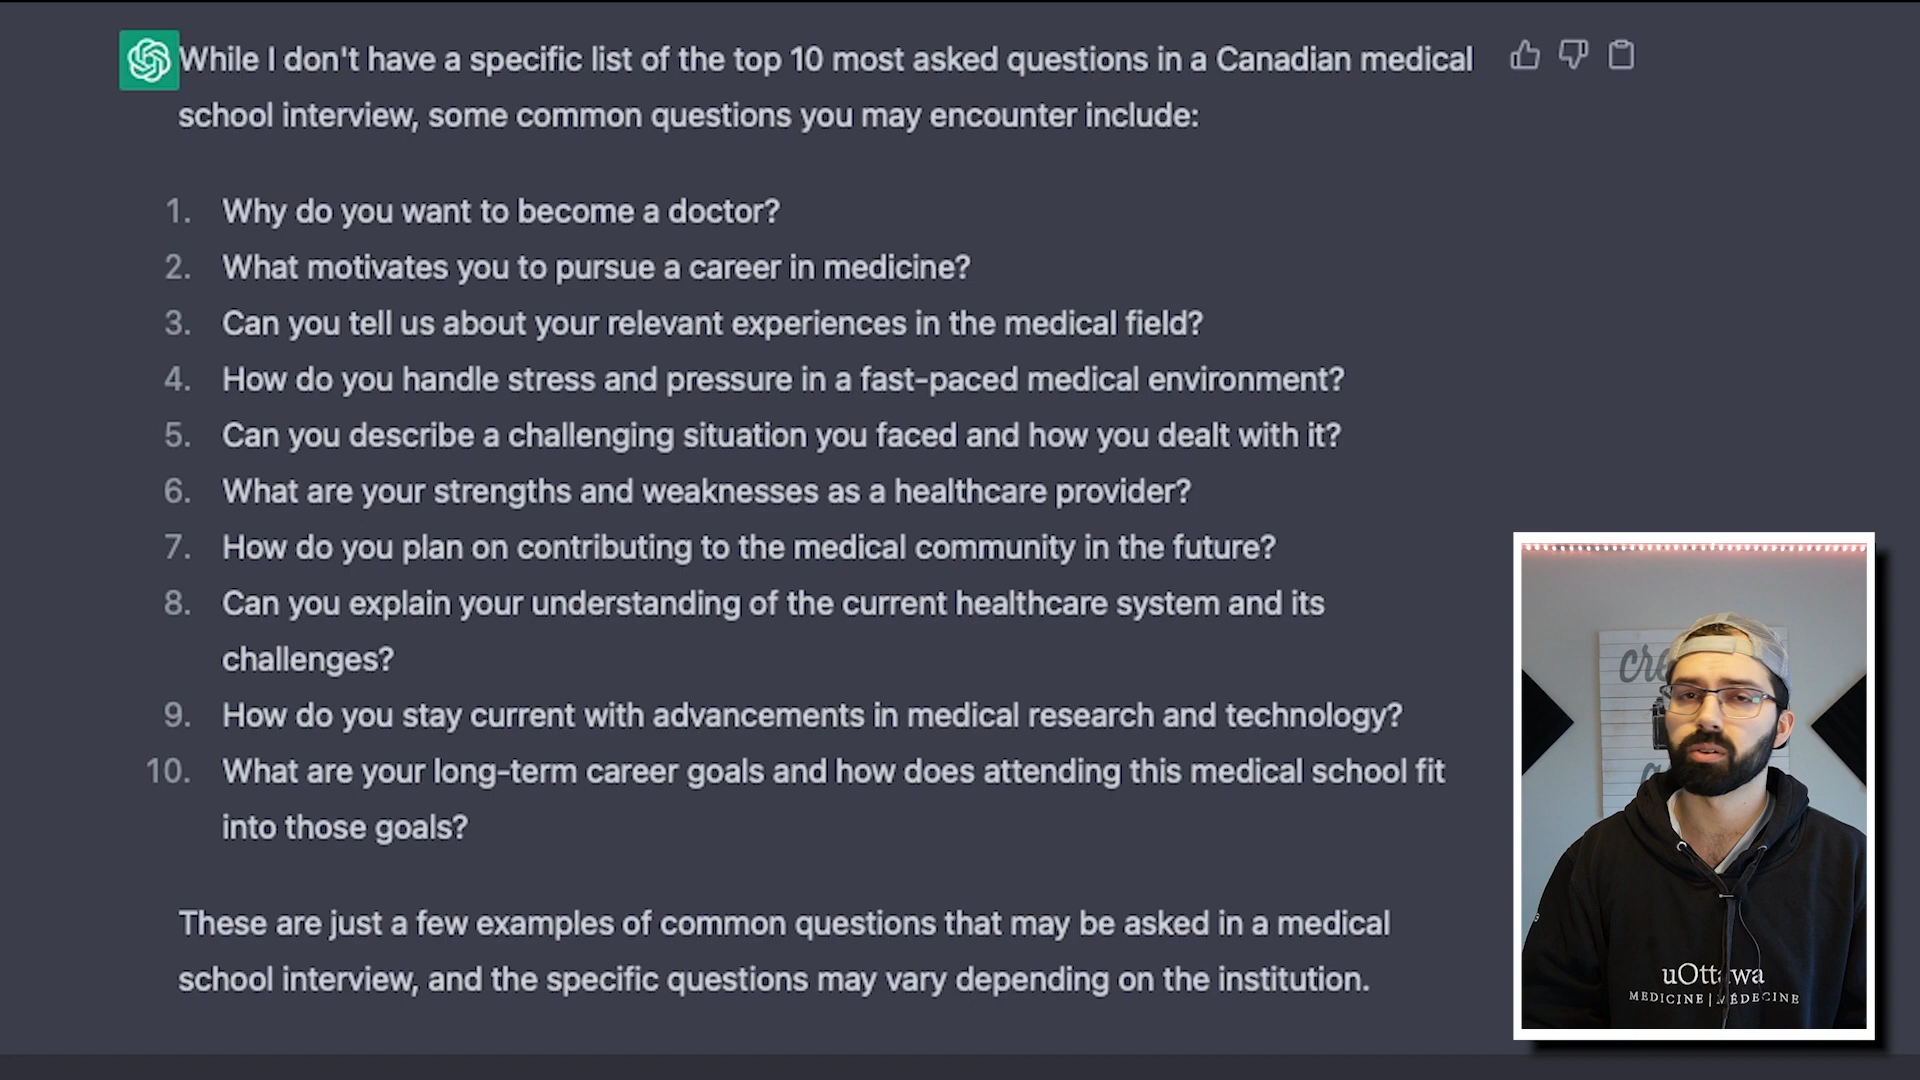 While I don't have a specific list of the top 10 most asked questions in a Canadian medical
school interview, some common questions you may encounter include:
1. Why do you want to become a doctor?
2. What motivates you to pursue a career in medicine?
3. Can you tell us about your relevant experiences in the medical field?
4. How do you handle stress and pressure in a fast-paced medical environment?
5. Can you describe a challenging situation you faced and how you dealt with it?
6. What are your strengths and weaknesses as a healthcare provider?
7. How do you plan on contributing to the medical community in the future?
8. Can you explain your understanding of the current healthcare system and its
challenges?
9. How do you stay current with advancements in medical research and technology?
10. What are your long-term career goals and how does attending this medical school fit
into those goals?
These are just a few examples of common questions that may be asked in a medical
school interview, and the specific questions may vary depending on the institution.
uOttawa
MEDICINE | MÉDECINE